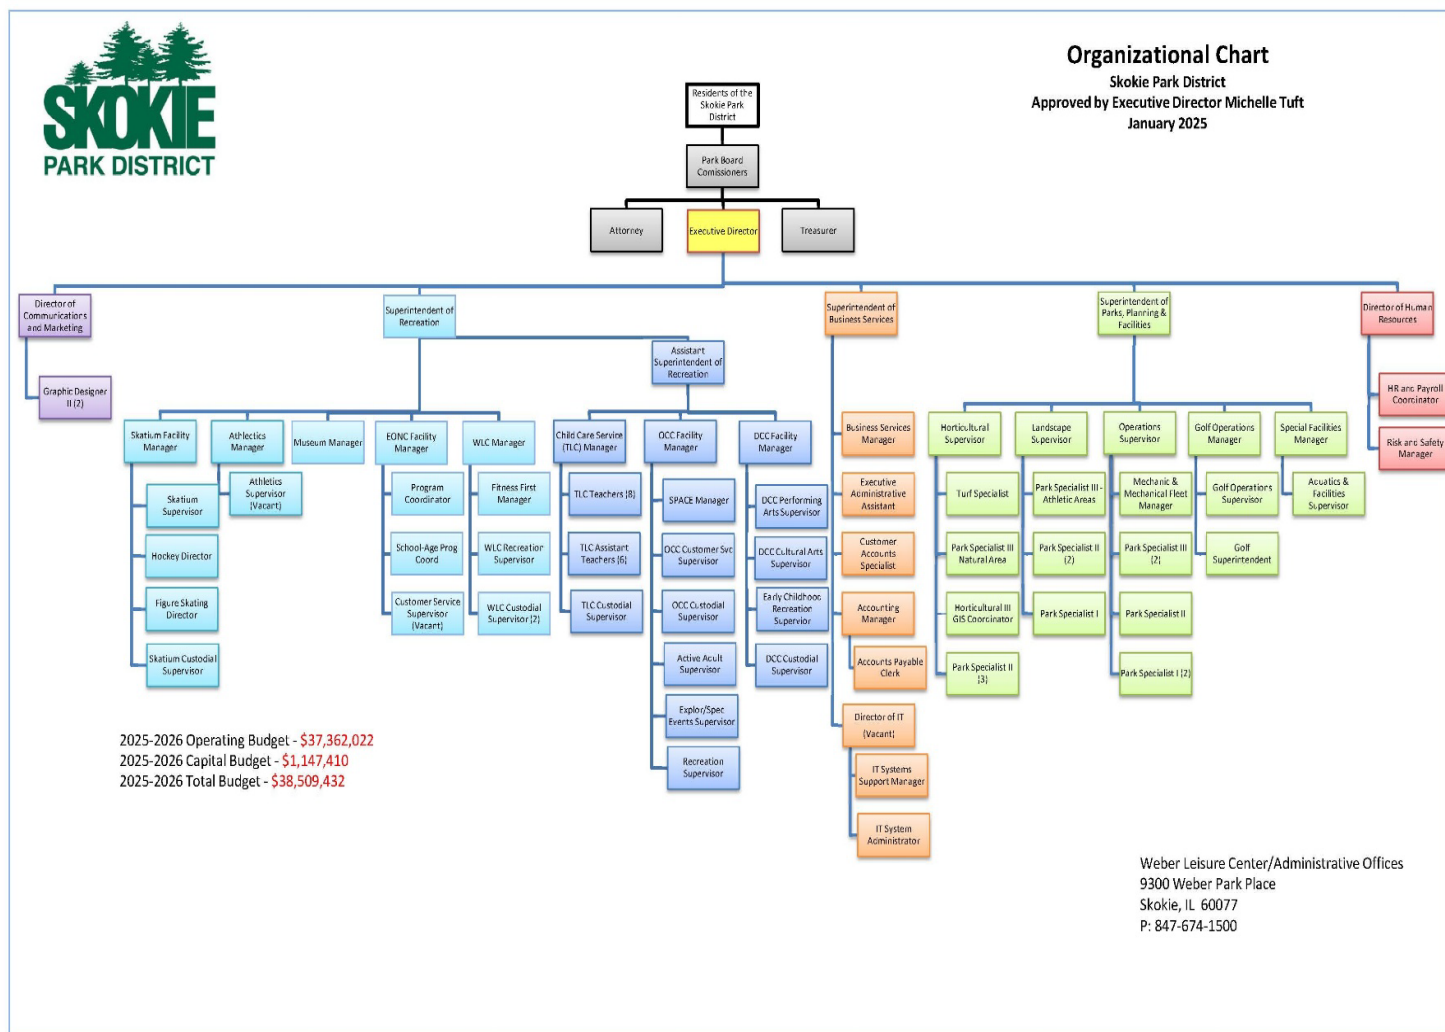 SKOKIE
PARK DISTRICT
Organizational Chart
Skokie Park District
Approved by Executive Director Michelle Tuft
January 2025
Residents of the
Skokie Park
District
Park Board
Comissioners
Attorney
Executive Director
Treasurer
Director of
Communications
and Marketing
Graphic Designer
II (2)
Superintendent of
Recreation
Assistant
Superintendent of
Recreation
Skatium Facility
Manager
Skatium
Supervisor
Hockey Director
Figure Skating
Director
Skatium Custodial
Supervisor
Athlectics
Manager
Athletics
Supervisor
(Vacant)
Museum Manager
EONC Facility
Manager
Program
Coordinator
School-Age Prog
Coord
Customer Service
Supervisor
(Vacant)
WLC Manager
Fitness First
Manager
WLC Recreation
Supervisor
WLC Custodial
Supervisor (2)
Child Care Service
(TLC) Manager
TLC Teachers (8)
TLC Assistant
Teachers (6)
TLC Custodial
Supervisor
OCC Facility
Manager
SPACE Manager
OCC Customer Svc
Supervisor
OCC Custodial
Supervisor
Active Adult
Supervisor
Explor/Spec
Events Supervisor
Recreation
Supervisor
DCC Facility
Manager
DCC Performing
Arts Supervisor
DCC Cultural Arts
Supervisor
Early Childhood
Recreation
Supervisor
DCC Custodial
Supervisor
Superintendent of
Business Services
Business Services
Manager
Executive
Administrative
Assistant
Customer
Accounts
Specialist
Accounting
Manager
Accounts Payable
Clerk
Director of IT
(Vacant)
IT Systems
Support Manager
IT System
Administrator
Superintendent of
Parks, Planning &
Facilities
Horticultural
Supervisor
Turf Specialist
Park Specialist III
Natural Area
Horticultural III
GIS Coordinator
Park Specialist II
(3)
Landscape
Supervisor
Park Specialist III -
Athletic Areas
Park Specialist II
(2)
Park Specialist I
Operations
Supervisor
Mechanic &
Mechanical Fleet
Manager
Park Specialist III
(2)
Park Specialist II
Park Specialist I (2)
Golf Operations
Manager
Golf Operations
Supervisor
Golf
Superintendent
Special Facilities
Manager
Aquatics &
Facilities
Supervisor
Director of Human
Resources
HR and Payroll
Coordinator
Risk and Safety
Manager
2025-2026 Operating Budget - $37,362,022
2025-2026 Capital Budget - $1,147,410
2025-2026 Total Budget - $38,509,432
Weber Leisure Center/Administrative Offices
9300 Weber Park Place
Skokie, IL 60077
P: 847-674-1500